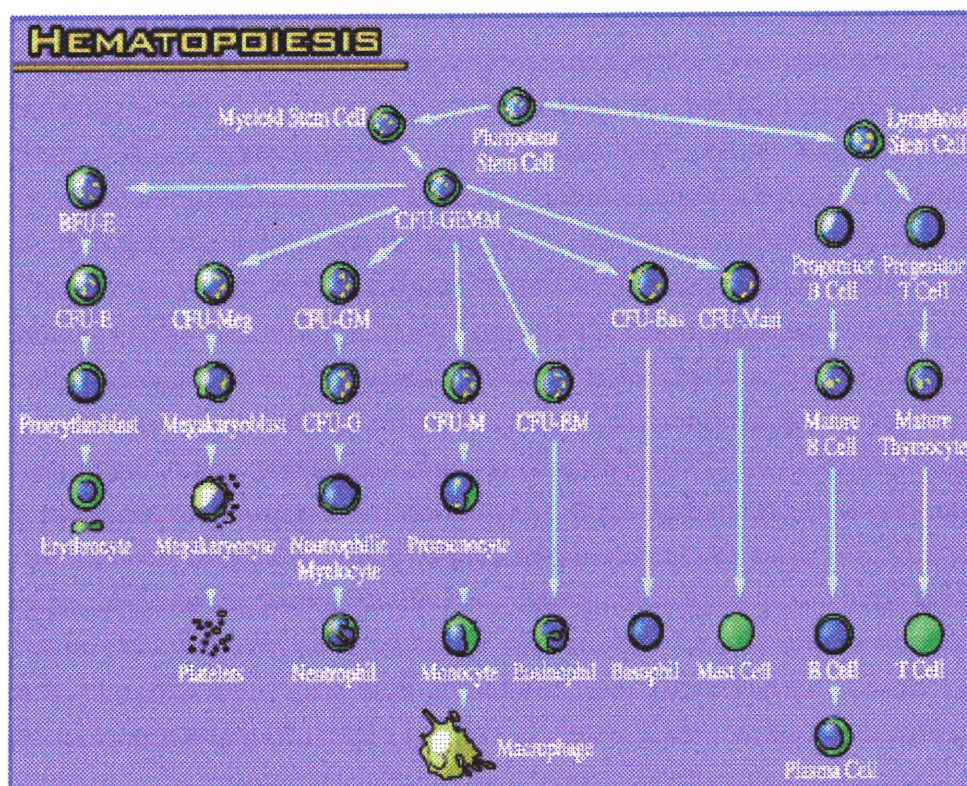 HEMATOPOIESIS
Myeloid Stem Cell
Pluripotent
Stem Cell
Lymphoid
Stem Cell
BFU-E
CFU-GEMM
Progenitor
B Cell
Progenitor
T Cell
CFU-E
CFU-Meg
CFU-GM
CFU-Bas
CFU-Mast
Proerythroblast
Megakaryoblast
CFU-G
CFU-M
CFU-EM
Mature
B Cell
Mature
Thymocyte
Erythrocyte
Megakaryocyte
Neutrophilic
Myelocyte
Promonocyte
Platelets
Neutrophil
Monocyte
Eosinophil
Basophil
Mast Cell
B Cell
T Cell
Macrophage
Plasma Cell